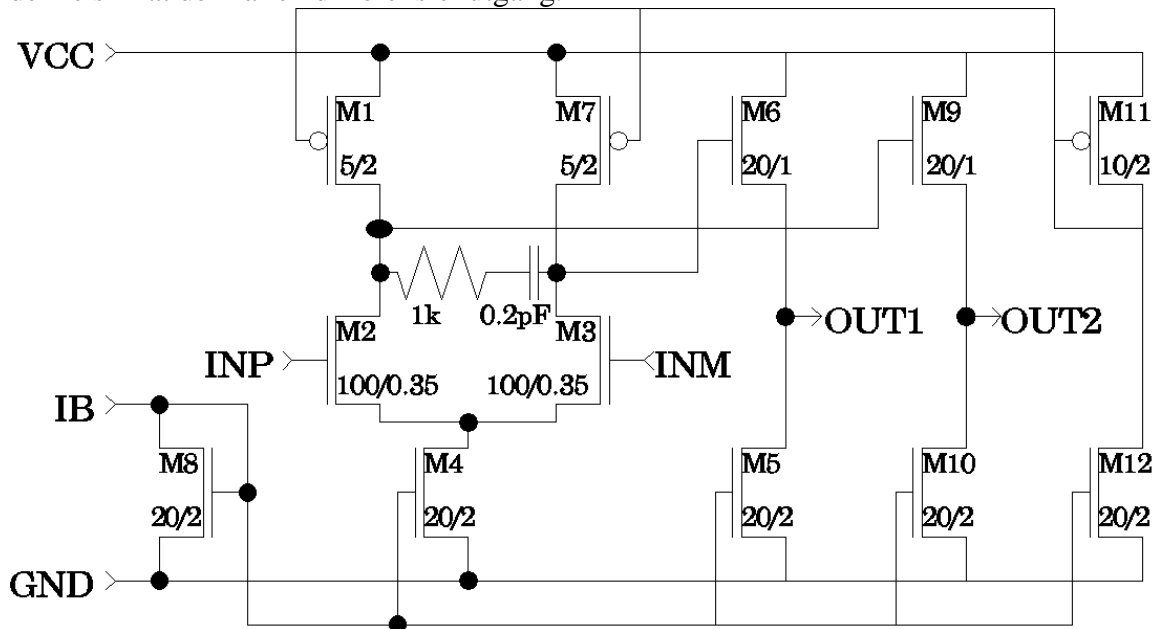 VCC
M1
M7
M6
M9
M11
5/2
5/2
20/1
20/1
10/2
1k
0.2pF
OUT1
OUT2
M2
M3
INP
INM
100/0.35
100/0.35
IB
M8
M4
M5
M10
M12
20/2
20/2
20/2
20/2
20/2
GND